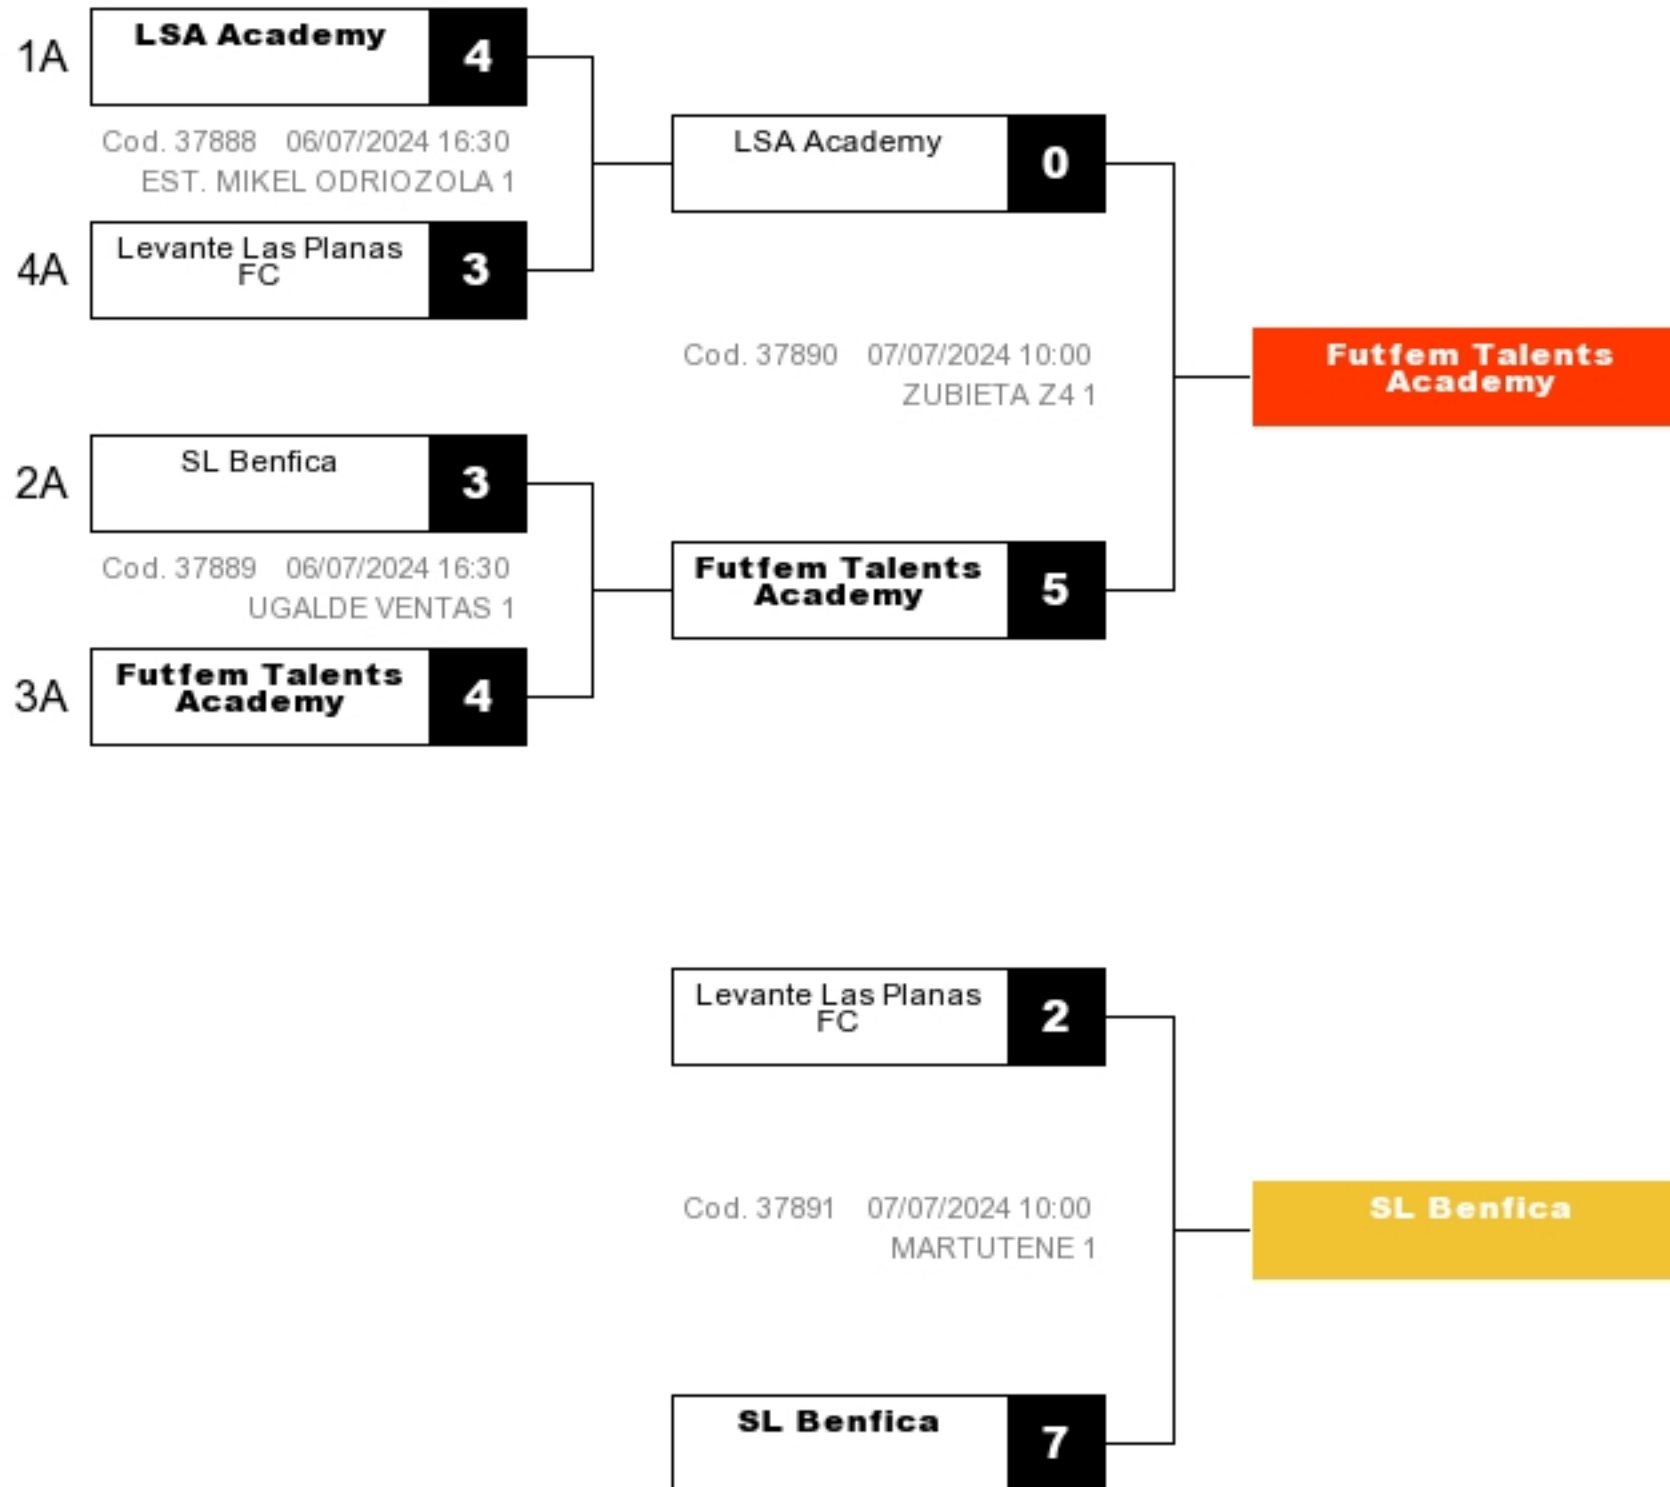 1A
LSA Academy
4
Cod. 37888 06/07/2024 16:30
EST. MIKEL ODRIOZOLA 1
4A
Levante Las Planas
FC
3
LSA Academy
0
Cod. 37890 07/07/2024 10:00
ZUBIETA Z4 1
Futfem Talents
Academy
2A
SL Benfica
3
Cod. 37889 06/07/2024 16:30
UGALDE VENTAS 1
3A
Futfem Talents
Academy
4
Futfem Talents
Academy
5
Levante Las Planas
FC
2
Cod. 37891 07/07/2024 10:00
MARTUTENE 1
SL Benfica
SL Benfica
7